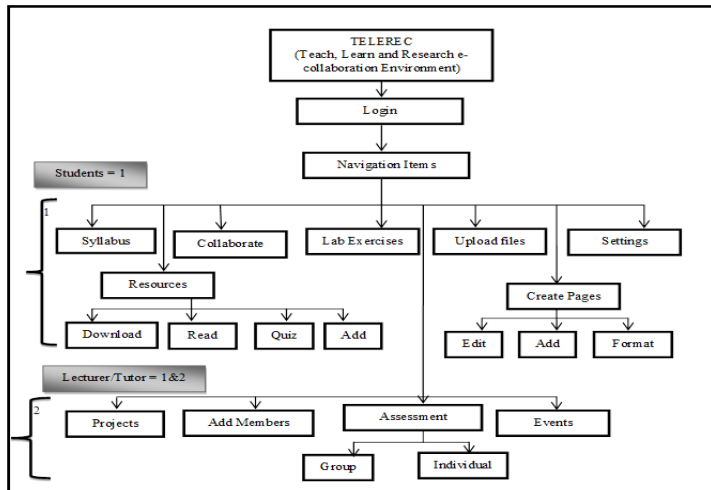 TELEREC
(Teach, Learn and Research e-
collaboration Environment)
Login
Navigation Items
Students = 1
1
Syllabus
Collaborate
Lab Exercises
Upload files
Settings
Resources
Create Pages
Download
Read
Quiz
Add
Edit
Add
Format
Lecturer/Tutor = 1&2
2
Projects
Add Members
Assessment
Events
Group
Individual